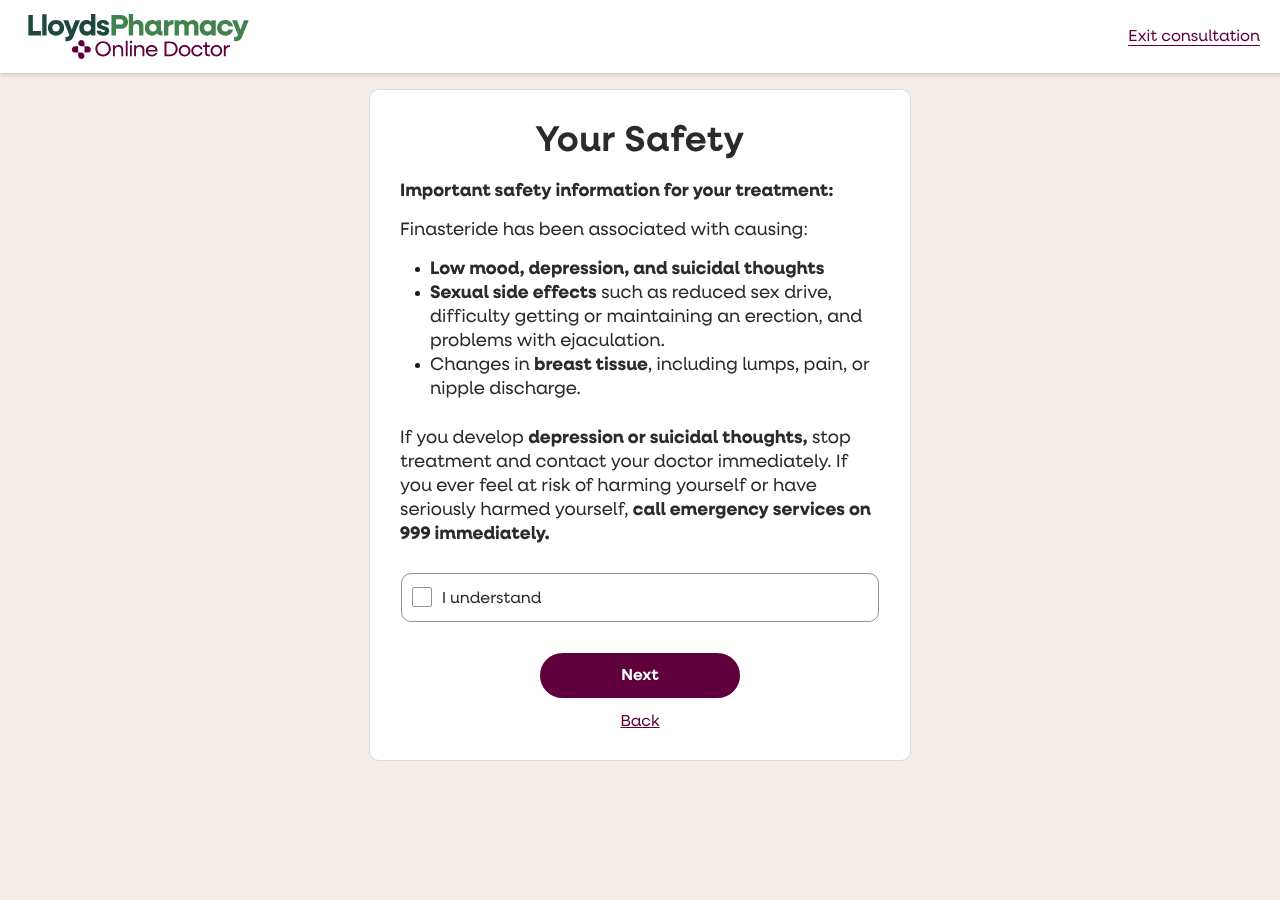 LloydsPharmacy
Online Doctor
Exit consultation
Your Safety
Important safety information for your treatment:
Finasteride has been associated with causing:
• Low mood, depression, and suicidal thoughts
• Sexual side effects such as reduced sex drive,
difficulty getting or maintaining an erection, and
problems with ejaculation.
• Changes in breast tissue, including lumps, pain, or
nipple discharge.
If you develop depression or suicidal thoughts, stop
treatment and contact your doctor immediately. If
you ever feel at risk of harming yourself or have
seriously harmed yourself, call emergency services on
999 immediately.
I understand
Next
Back